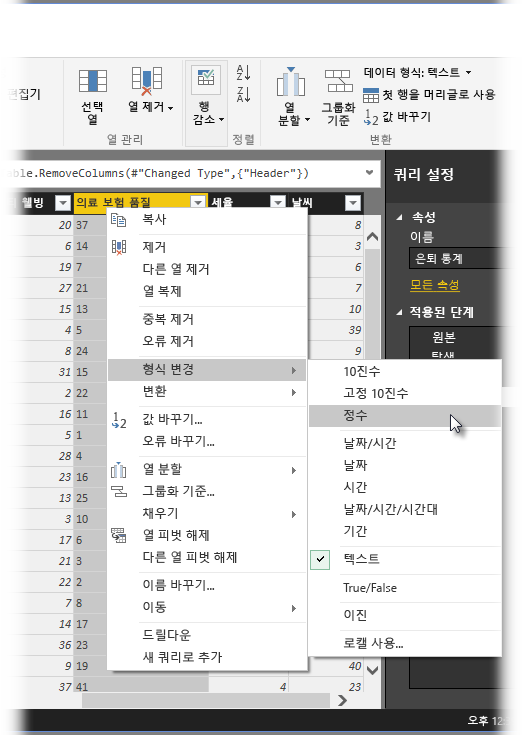 편집기
선택
열
열 제거
열 관리
행
감소
정렬
열
분할
그룹화
기준
데이터 형식: 텍스트
첫 행을 머리글로 사용
값 바꾸기
변환
able.RemoveColumns(#"Changed Type",{"Header"})
쿼리 설정
웰빙 의료 보험 품질 세율 날씨
속성
이름
은퇴 통계
모든 속성
적용된 단계
원본
탐색
20 37 8
6 14 3
19 7 6
27 21 7
15 13 10
4 5 39
8 24 9
31 15
2 22
16 11
5 1
28 4
23 16
13 25
3 10
17 6
21 3
22 2
7 8
14 17
36 23
9 19 40
37 41 4 23
복사
제거
다른 열 제거
열 복제
중복 제거
오류 제거
형식 변경
변환
값 바꾸기...
오류 바꾸기...
열 분할
그룹화 기준...
채우기
열 피벗 해제
다른 열 피벗 해제
이름 바꾸기...
이동
드릴다운
새 쿼리로 추가
10진수
고정 10진수
정수
날짜/시간
날짜
시간
날짜/시간/시간대
기간
텍스트
True/False
이진
로캘 사용...
오후 12: